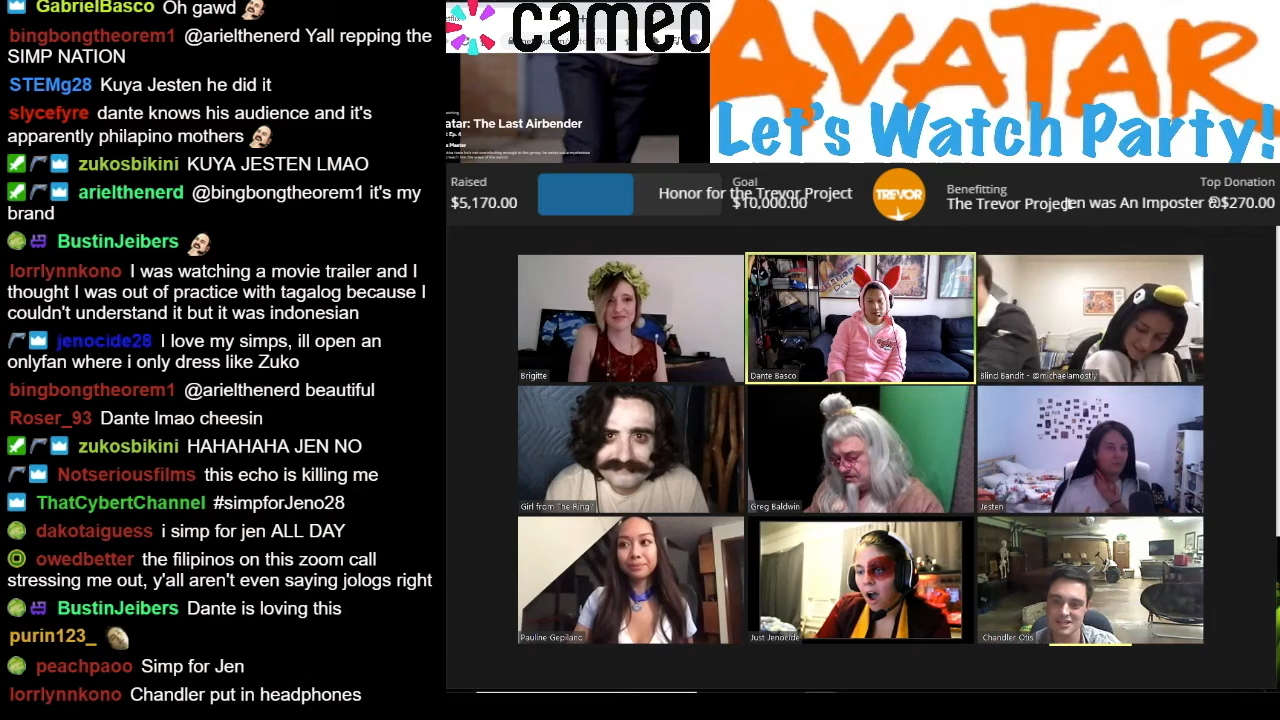 GabrielBasco Oh gawd
bingbongtheorem1 @arielthenerd Yall repping the
SIMP NATION
STEMg28 Kuya Jesten he did it
slycefyre dante knows his audience and it's
apparently philapino mothers
zukosbikini KUYA JESTEN LMAO
arielthenerd @bingbongtheorem1 it's my
brand
BustinJeibers
lorrlynnkono I was watching a movie trailer and I
thought I was out of practice with tagalog because I
couldn't understand it but it was indonesian
jenocide28 I love my simps, ill open an
onlyfan where i only dress like Zuko
bingbongtheorem1 @arielthenerd beautiful
Roser_93 Dante lmao cheesin
zukosbikini HAHAHAHA JEN NO
Notseriousfilms this echo is killing me
ThatCybertChannel #simpforJeno28
dakotaiguess i simp for jen ALL DAY
owedbetter the filipinos on this zoom call
stressing me out, y'all aren't even saying jologs right
BustinJeibers Dante is loving this
purin123_
peachpaoo Simp for Jen
lorrlynnkono Chandler put in headphones
cameo
atar: The Last Airbender
AVATAR
Let's Watch Party!
Raised
$5,170.00
Honor for the Trevor Project
Goal
$10,000.00
TREVOR
Benefitting
The Trevor Project
Top Donation
Jen was An Imposter
$270.00
Brigitte
Dante Basco
Blind Bandit - @michaelamostly
Girl from The Ring?
Greg Baldwin
Jesten
Pauline Gepilano
Just Jenocide
Chandler Otis